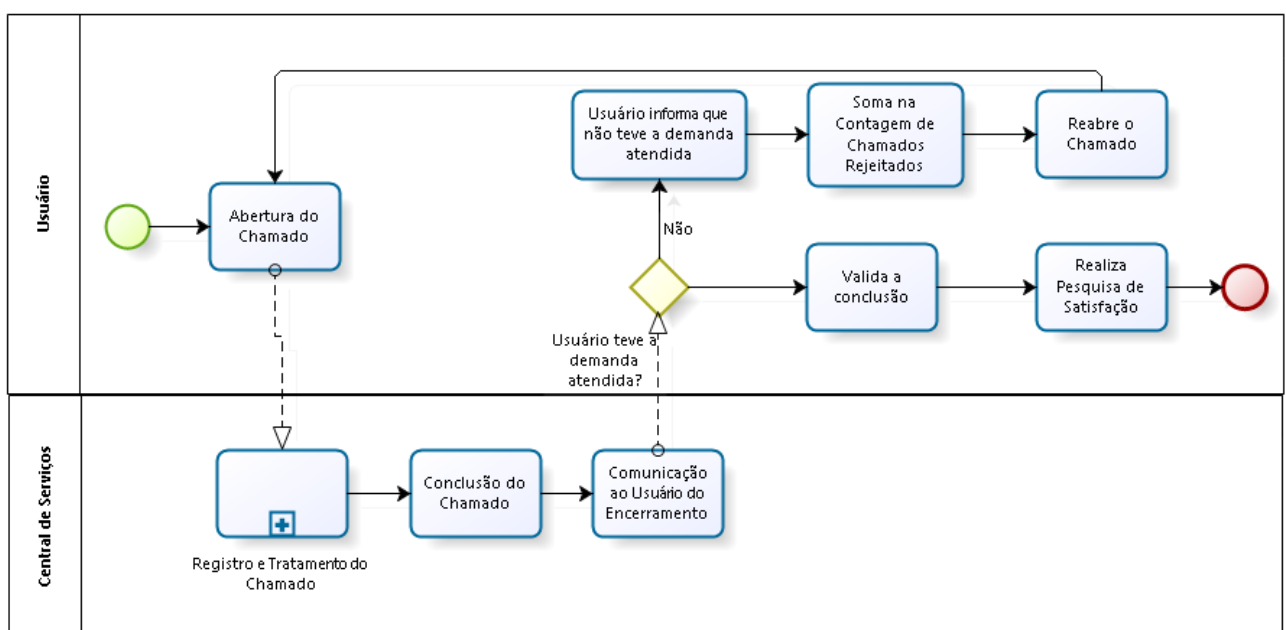 Usuário
Abertura do
Chamado
Usuário informa que
não teve a demanda
atendida
Soma na
Contagem de
Chamados
Rejeitados
Reabre o
Chamado
Não
Usuário teve a
demanda
atendida?
Valida a
conclusão
Realiza
Pesquisa de
Satisfação
Central de Serviços
Registro e Tratamento do
Chamado
Conclusão do
Chamado
Comunicação
ao Usuário do
Encerramento